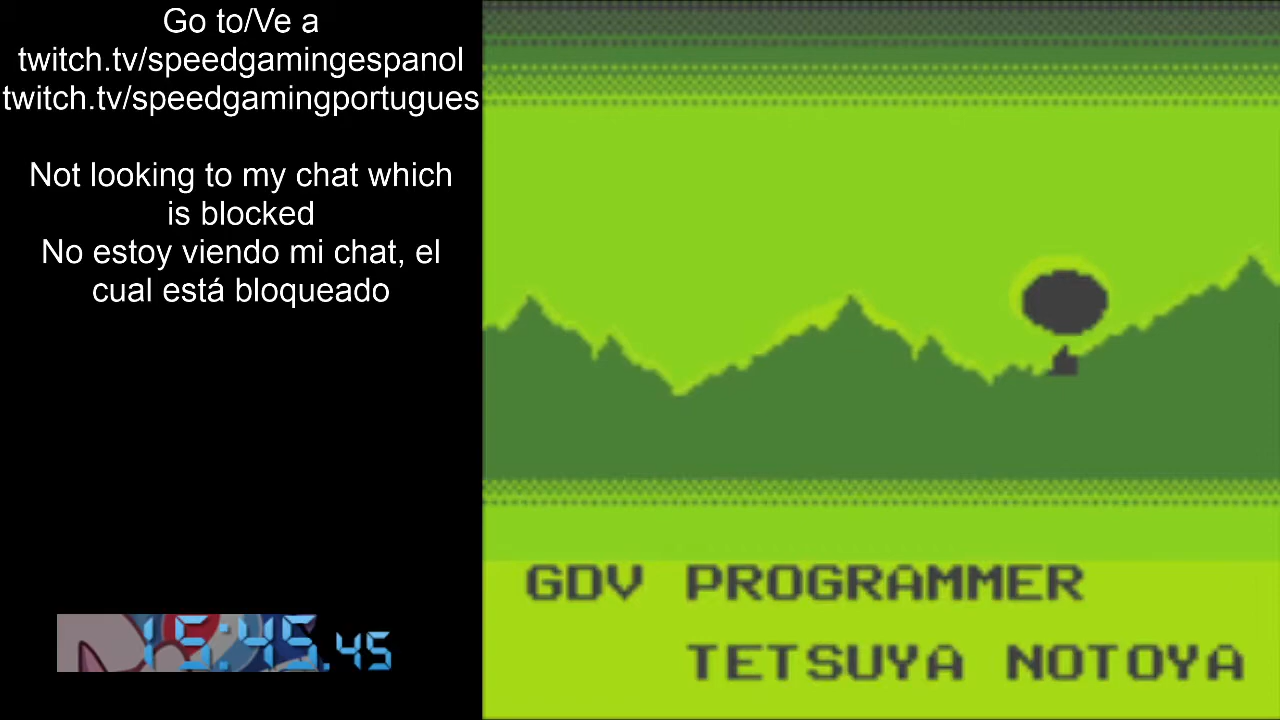 Go to/Ve a
twitch.tv/speedgamingespanol
twitch.tv/speedgamingportugues
Not looking to my chat which
is blocked
No estoy viendo mi chat, el
cual está bloqueado
15:45.45
GDV PROGRAMMER
TETSUYA NOTOYA